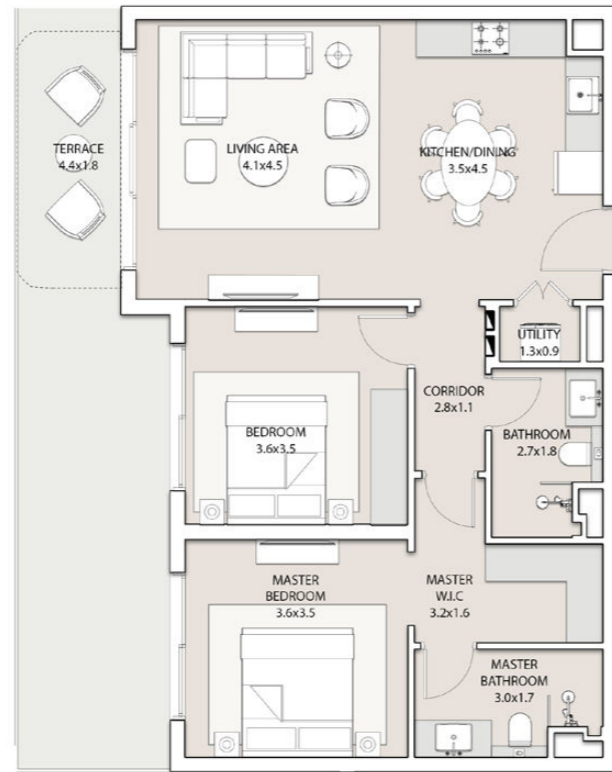 TERRACE
4.4x1.8
LIVING AREA
4.1x4.5
KITCHEN/DINING
3.5x4.5
UTILITY
1.3x0.9
CORRIDOR
2.8x1.1
BATHROOM
2.7x1.8
BEDROOM
3.6x3.5
MASTER
BEDROOM
3.6x3.5
MASTER
W.I.C
3.2x1.6
MASTER
BATHROOM
3.0x1.7